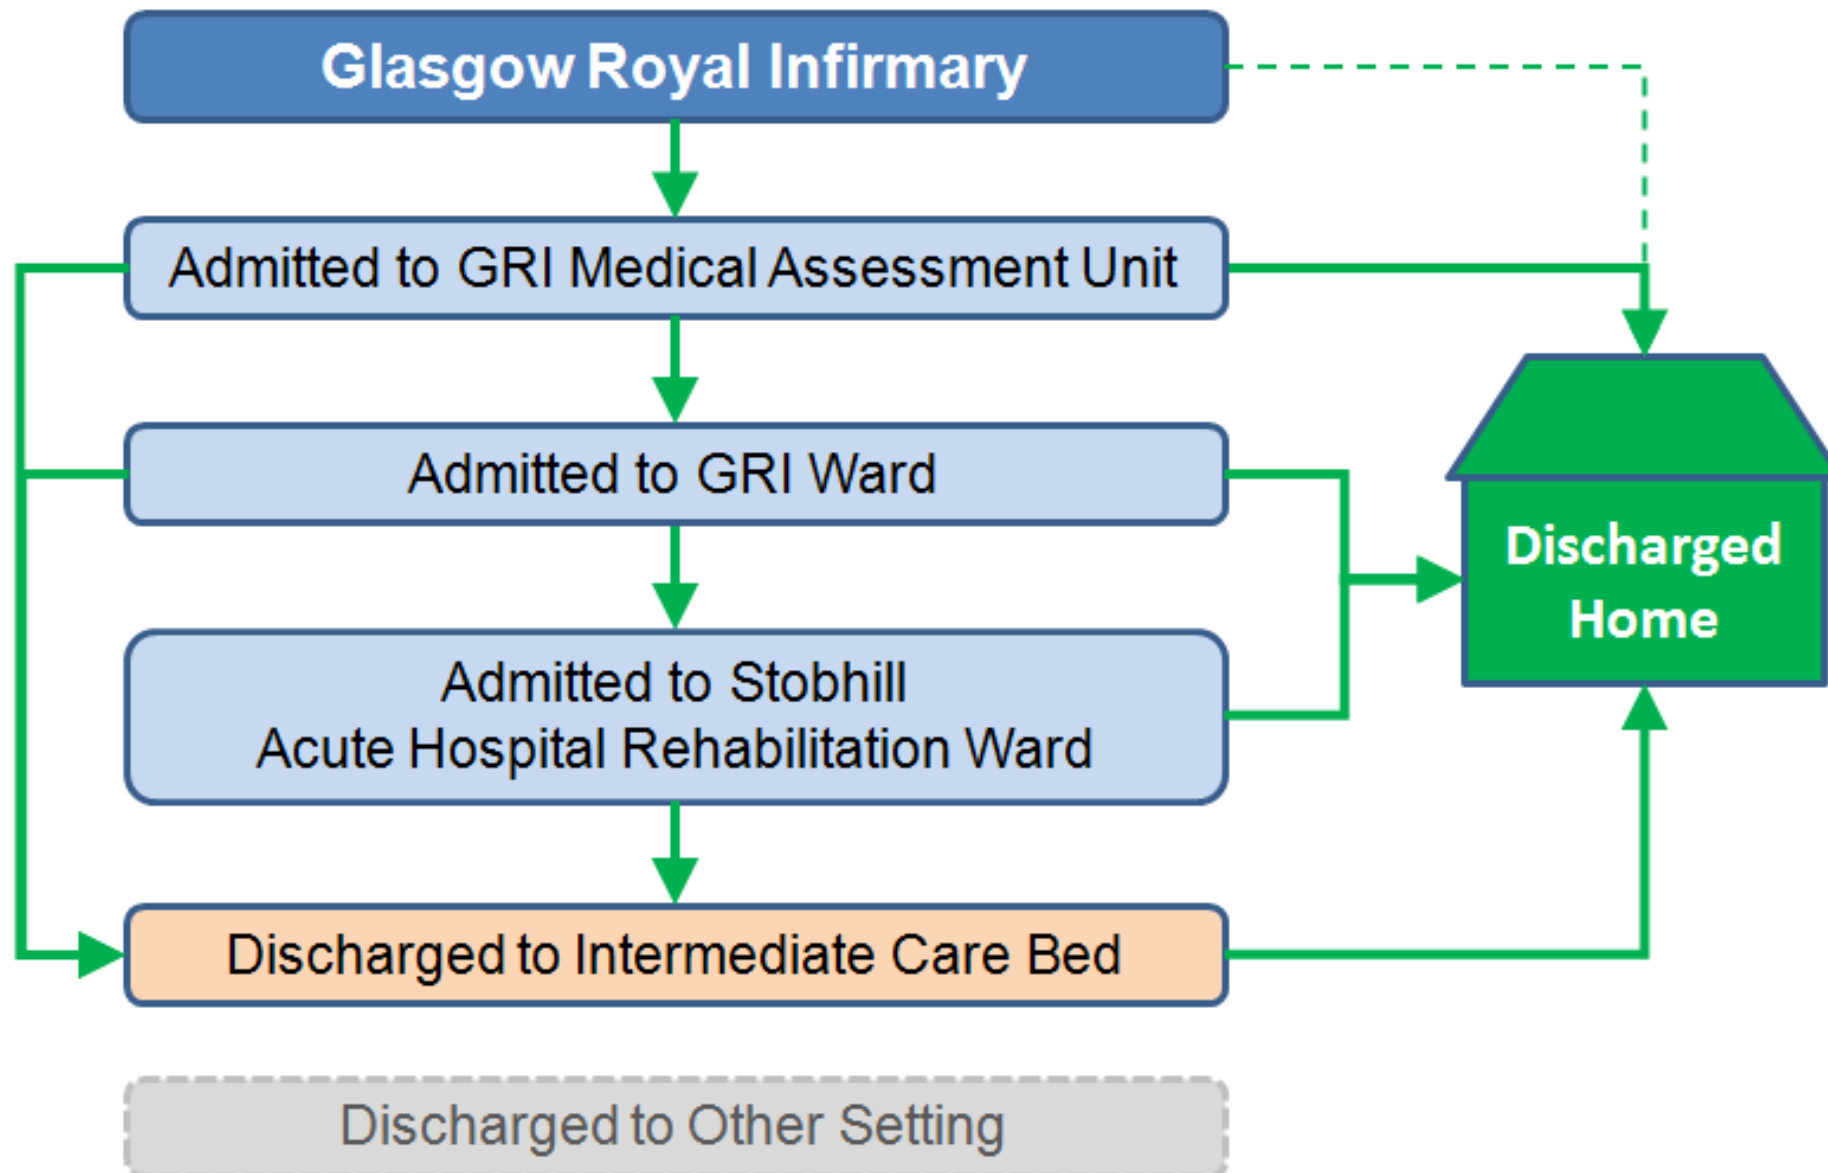 Glasgow Royal Infirmary
Admitted to GRI Medical Assessment Unit
Admitted to GRI Ward
Admitted to Stobhill
Acute Hospital Rehabilitation Ward
Discharged to Intermediate Care Bed
Discharged to Other Setting
Discharged
Home